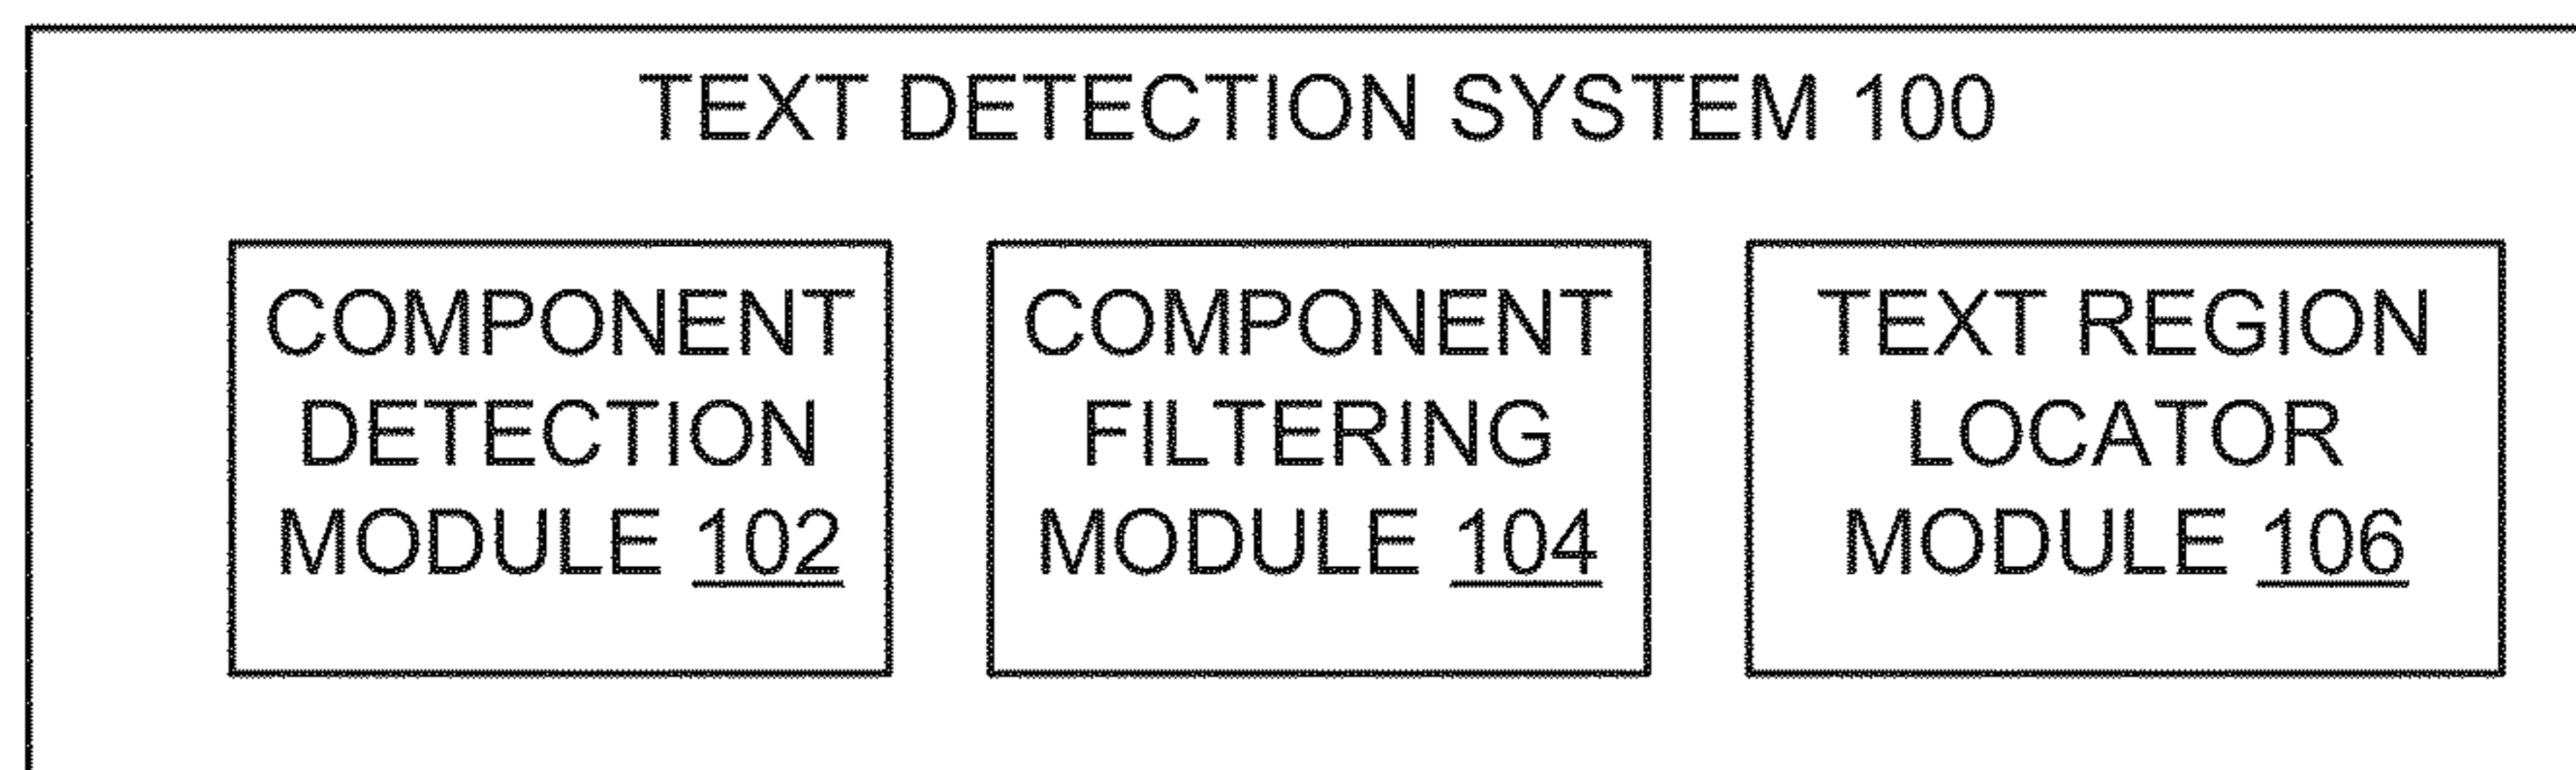 TEXT DETECTION SYSTEM 100
COMPONENT
DETECTION
MODULE 102
COMPONENT
FILTERING
MODULE 104
TEXT REGION
LOCATOR
MODULE 106